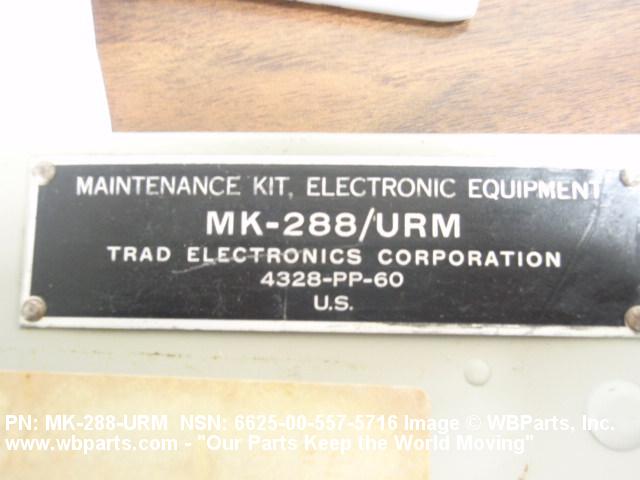 MAINTENANCE KIT, ELECTRONIC EQUIPMENT
MK-288/URM
TRAD ELECTRONICS CORPORATION
4328-PP-60
U.S.
PN: MK-288-URM NSN: 6625-00-557-5716 Image © WBParts, Inc.
www.wbparts.com - "Our Parts Keep the World Moving"